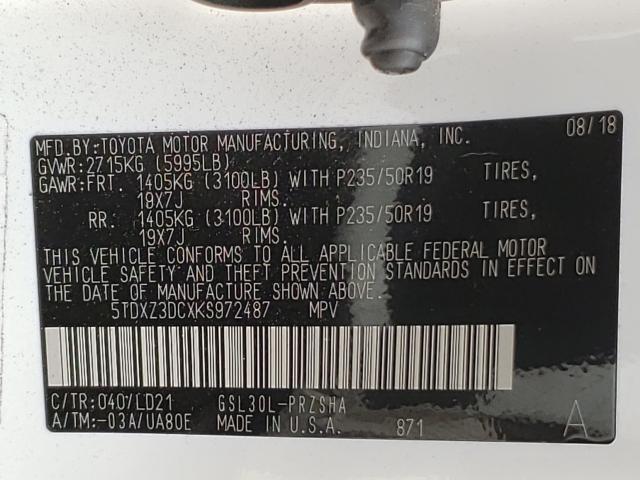 MFD.BY:TOYOTA MOTOR MANUFACTURING, INDIANA, INC. 08/18
GVWR:2715KG (5995LB)
GAWR:FRT. 1405KG (3100LB) WITH P235/50R19 TIRES,
19X7J RIMS.
RR. 1405KG (3100LB) WITH P235/50R19 TIRES,
19X7J RIMS.
THIS VEHICLE CONFORMS TO ALL APPLICABLE FEDERAL MOTOR
VEHICLE SAFETY AND THEFT PREVENTION STANDARDS IN EFFECT ON
THE DATE OF MANUFACTURE SHOWN ABOVE.
5TDXZ3DCXKS972487 MPV
C/TR:040/LD21 GSL30L-PRZSHA
A/TM:-03A/UA80E MADE IN U.S.A. 871 A